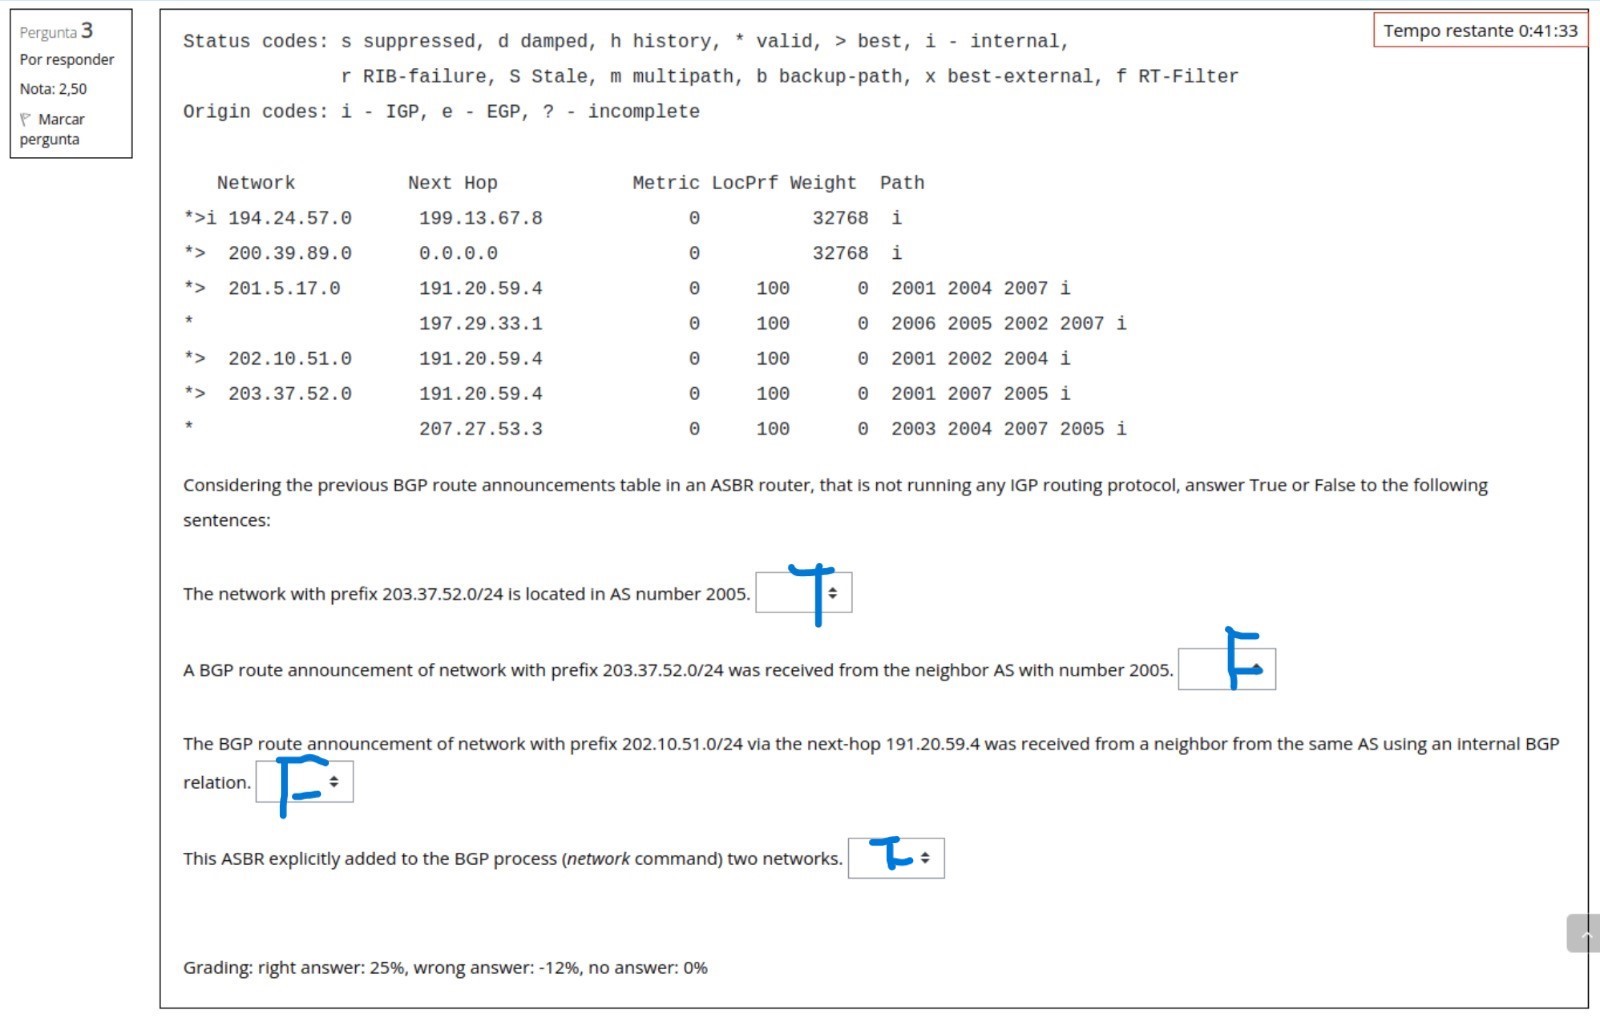 Pergunta 3
Por responder
Nota: 2,50
Marcar
pergunta
Tempo restante 0:41:33
Status codes: s suppressed, d damped, h history, * valid, > best, i - internal,
r RIB-failure, S Stale, m multipath, b backup-path, x best-external, f RT-Filter
Origin codes: i - IGP, e - EGP, ? - incomplete
Network Next Hop Metric LocPrf Weight Path
*>i 194.24.57.0 199.13.67.8 0 32768 i
*> 200.39.89.0 0.0.0.0 0 32768 i
*> 201.5.17.0 191.20.59.4 0 100 0 2001 2004 2007 i
* 197.29.33.1 0 100 0 2006 2005 2002 2007 i
*> 202.10.51.0 191.20.59.4 0 100 0 2001 2002 2004 i
*> 203.37.52.0 191.20.59.4 0 100 0 2001 2007 2005 i
* 207.27.53.3 0 100 0 2003 2004 2007 2005 i
Considering the previous BGP route announcements table in an ASBR router, that is not running any IGP routing protocol, answer True or False to the following
sentences:
The network with prefix 203.37.52.0/24 is located in AS number 2005. T
A BGP route announcement of network with prefix 203.37.52.0/24 was received from the neighbor AS with number 2005. F
The BGP route announcement of network with prefix 202.10.51.0/24 via the next-hop 191.20.59.4 was received from a neighbor from the same AS using an internal BGP
relation. F
This ASBR explicitly added to the BGP process (network command) two networks.
Grading: right answer: 25%, wrong answer: -12%, no answer: 0%